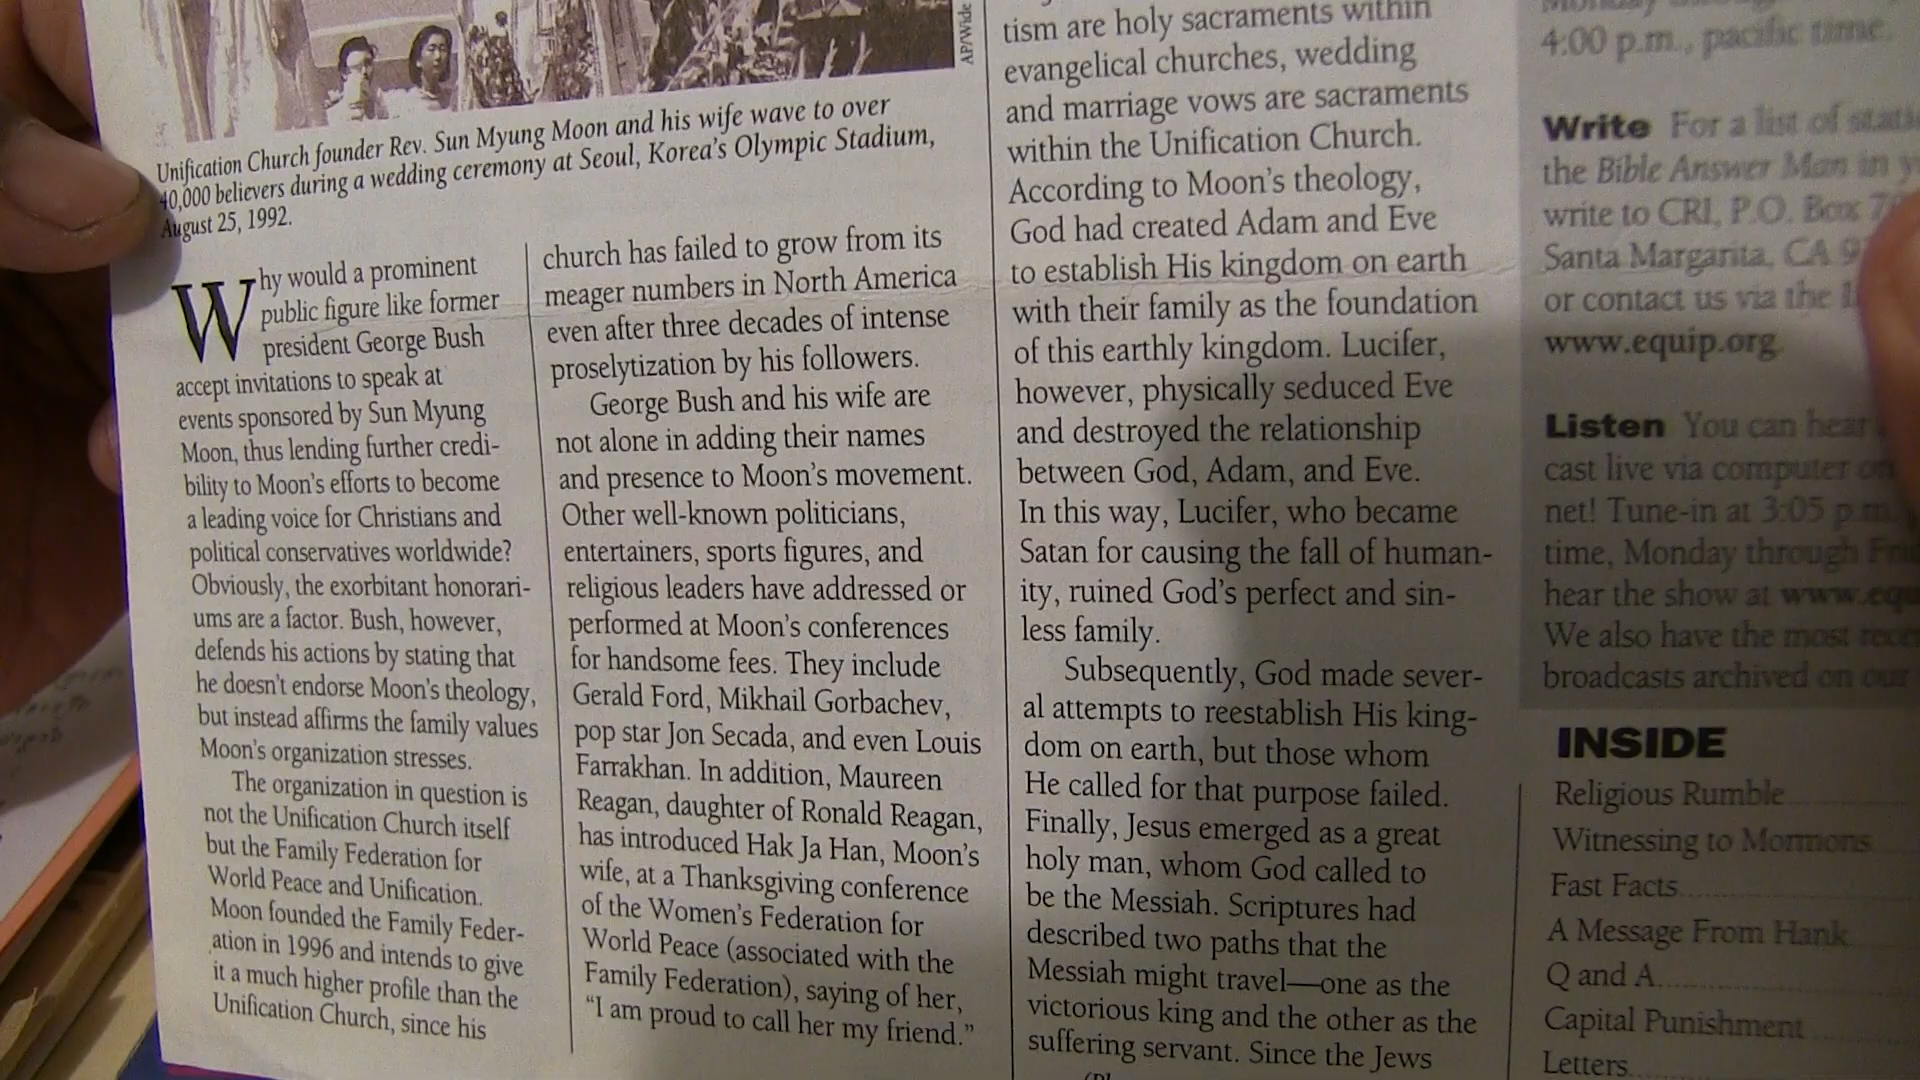 AP/Wide
Unification Church founder Rev. Sun Myung Moon and his wife wave to over
40,000 believers during a wedding ceremony at Seoul, Korea's Olympic Stadium,
August 25, 1992.
Why would a prominent
public figure like former
president George Bush
accept invitations to speak at
events sponsored by Sun Myung
Moon, thus lending further credi-
bility to Moon's efforts to become
a leading voice for Christians and
political conservatives worldwide?
Obviously, the exorbitant honorari-
ums are a factor. Bush, however,
defends his actions by stating that
he doesn't endorse Moon's theology,
but instead affirms the family values
Moon's organization stresses.
The organization in question is
not the Unification Church itself
but the Family Federation for
World Peace and Unification.
Moon founded the Family Feder-
ation in 1996 and intends to give
it a much higher profile than the
Unification Church, since his
church has failed to grow from its
meager numbers in North America
even after three decades of intense
proselytization by his followers.
George Bush and his wife are
not alone in adding their names
and presence to Moon's movement.
Other well-known politicians,
entertainers, sports figures, and
religious leaders have addressed or
performed at Moon's conferences
for handsome fees. They include
Gerald Ford, Mikhail Gorbachev,
pop star Jon Secada, and even Louis
Farrakhan. In addition, Maureen
Reagan, daughter of Ronald Reagan,
has introduced Hak Ja Han, Moon's
wife, at a Thanksgiving conference
of the Women's Federation for
World Peace (associated with the
Family Federation), saying of her,
“I am proud to call her my friend.”
tism are holy sacraments within
evangelical churches, wedding
and marriage vows are sacraments
within the Unification Church.
According to Moon's theology,
God had created Adam and Eve
to establish His kingdom on earth
with their family as the foundation
of this earthly kingdom. Lucifer,
however, physically seduced Eve
and destroyed the relationship
between God, Adam, and Eve.
In this way, Lucifer, who became
Satan for causing the fall of human-
ity, ruined God's perfect and sin-
less family.
Subsequently, God made sever-
al attempts to reestablish His king-
dom on earth, but those whom
He called for that purpose failed.
Finally, Jesus emerged as a great
holy man, whom God called to
be the Messiah. Scriptures had
described two paths that the
Messiah might travel—one as the
victorious king and the other as the
suffering servant. Since the Jews
4:00 p.m., pacific time.
Write For a list of
the Bible Answer Man in
write to CRI, P.O. Box
Santa Margarita, CA
or contact us via the
www.equip.org
Listen You can hear
cast live via computer
net! Tune-in at 3:05 p.m.
time, Monday through
hear the show at www.
We also have the most
broadcasts archived on our
INSIDE
Religious Rumble
Witnessing to Mormons
Fast Facts
A Message From Hank
Q and A
Capital Punishment
Letters